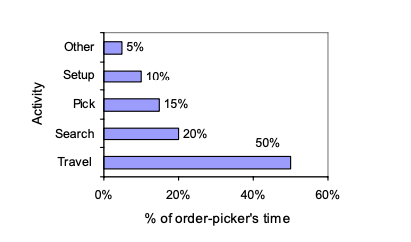 Other 5%
Setup 10%
Pick 15%
Search 20%
Travel 50%
Activity
0% 20% 40% 60%
% of order-picker's time